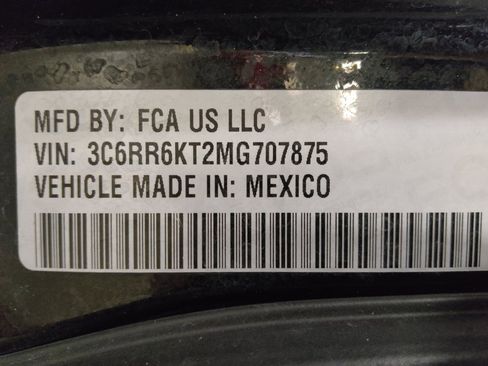 MFD BY: FCA US LLC
VIN: 3C6RR6KT2MG707875
VEHICLE MADE IN: MEXICO